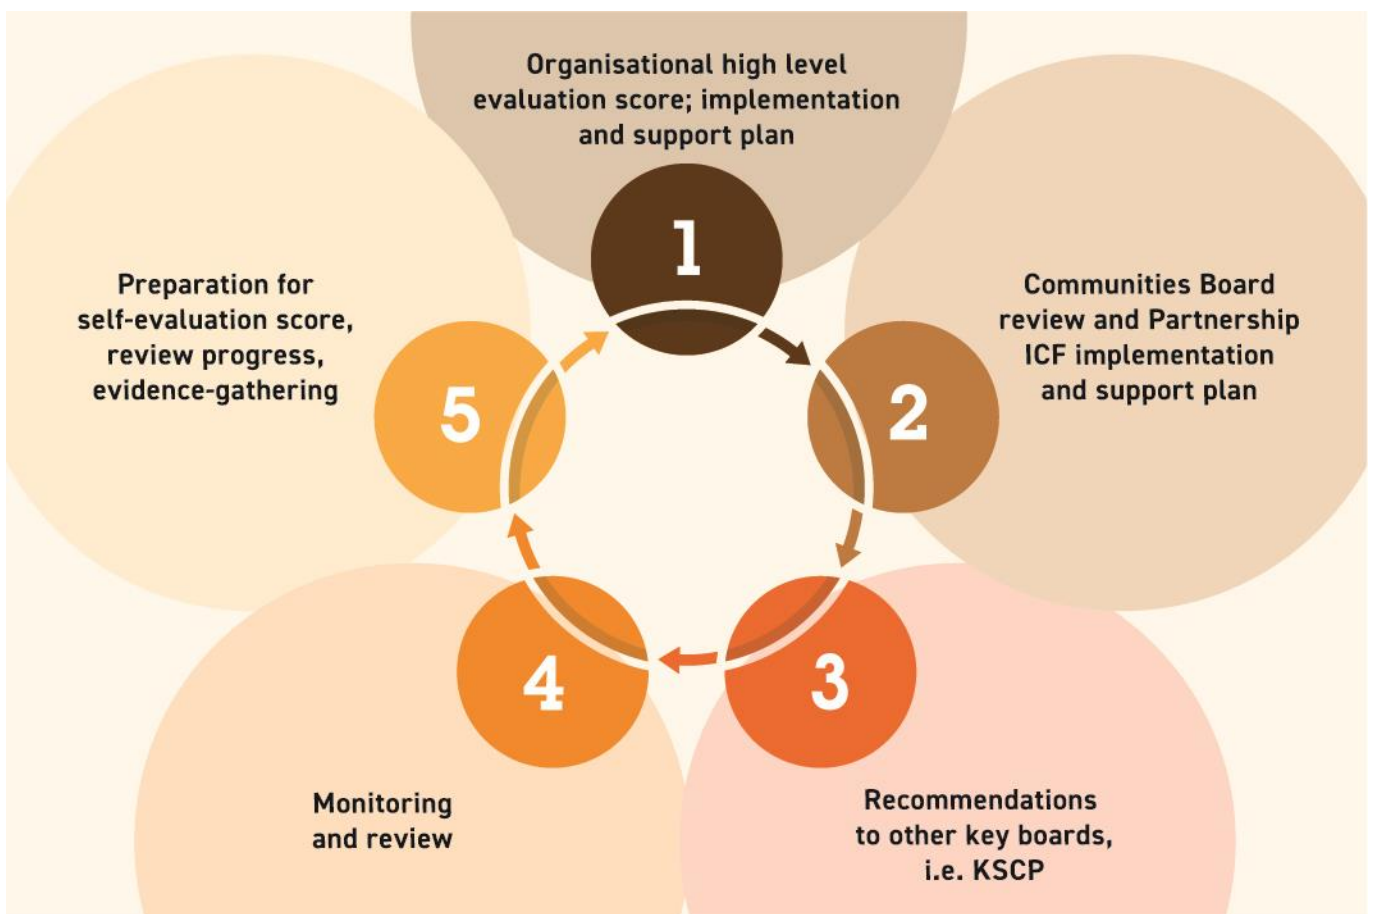 Organisational high level
evaluation score; implementation
and support plan
1
Communities Board
review and Partnership
ICF implementation
and support plan
2
3
Recommendations
to other key boards,
i.e. KSCP
4
Monitoring
and review
Preparation for
self-evaluation score,
review progress,
evidence-gathering
5